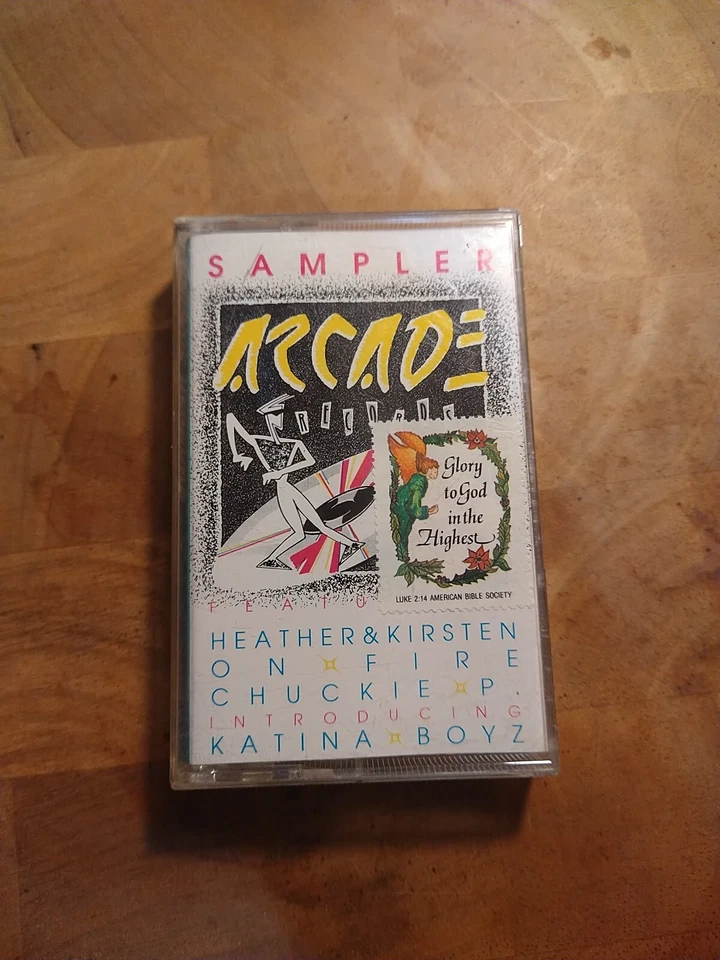 SAMPLER
ARCADE
RECORDS
Glory
to God
in the
Highest
LUKE 2:14 AMERICAN BIBLE SOCIETY
FEATU
HEATHER&KIRSTEN
ON FIRE
CHUCKIE P.
INTRODUCING
KATINA BOYZ